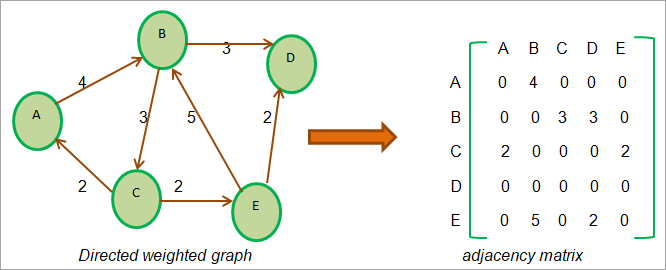 B
3
D
4
A
3
5
2
2
C
2
E
Directed weighted graph
A B C D E
A 0 4 0 0 0
B 0 0 3 3 0
C 2 0 0 0 2
D 0 0 0 0 0
E 0 5 0 2 0
adjacency matrix